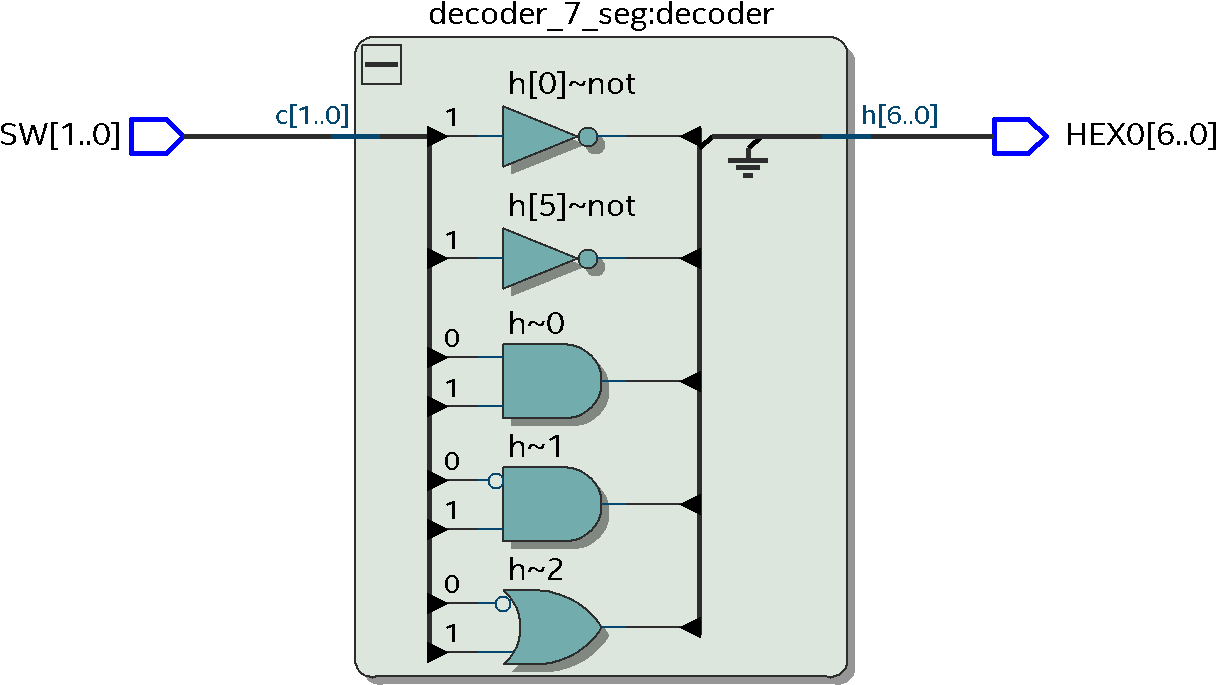 decoder_7_seg:decoder
h[0]~not
SW[1..0]
c[1..0]
1
h[6..0]
HEX0[6..0]
h[5]~not
1
h~0
0
1
h~1
0
1
h~2
0
1